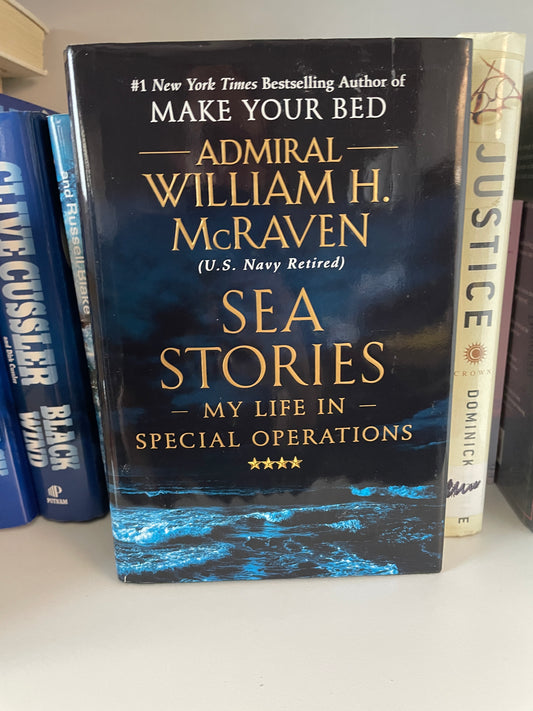 #1 New York Times Bestselling Author of
MAKE YOUR BED
ADMIRAL
WILLIAM H.
McRAVEN
(U.S. Navy Retired)
SEA
STORIES
MY LIFE IN
SPECIAL OPERATIONS
CLIVE CUSSLER
and Dirk Cussler
BLACK
WIND
PUTNAM
and Russell Blake
JUSTICE
CROWN
DOMINICK